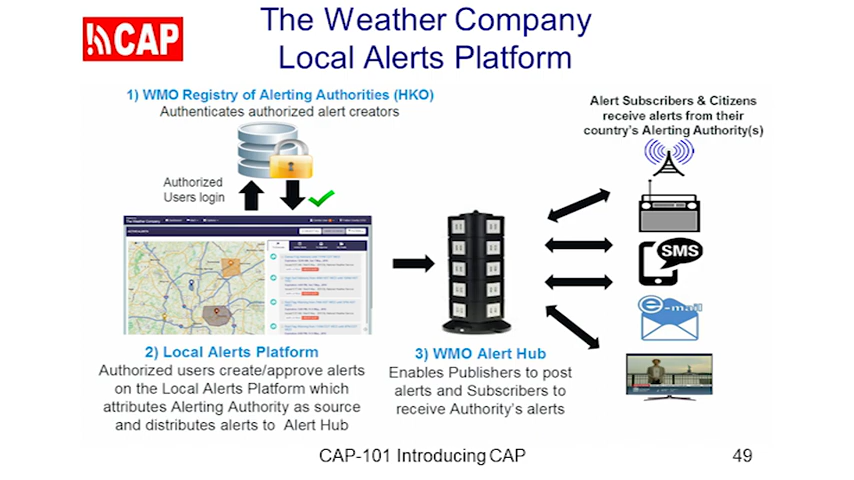 The Weather Company
Local Alerts Platform
CAP
1) WMO Registry of Alerting Authorities (HKO)
Authenticates authorized alert creators
Authorized
Users login
Alert Subscribers & Citizens
receive alerts from their
country's Alerting Authority(s)
The Weather Company
SMS
e-mail
2) Local Alerts Platform
Authorized users create/approve alerts
on the Local Alerts Platform which
attributes Alerting Authority as source
and distributes alerts to Alert Hub
3) WMO Alert Hub
Enables Publishers to post
alerts and Subscribers to
receive Authority's alerts
CAP-101 Introducing CAP
49